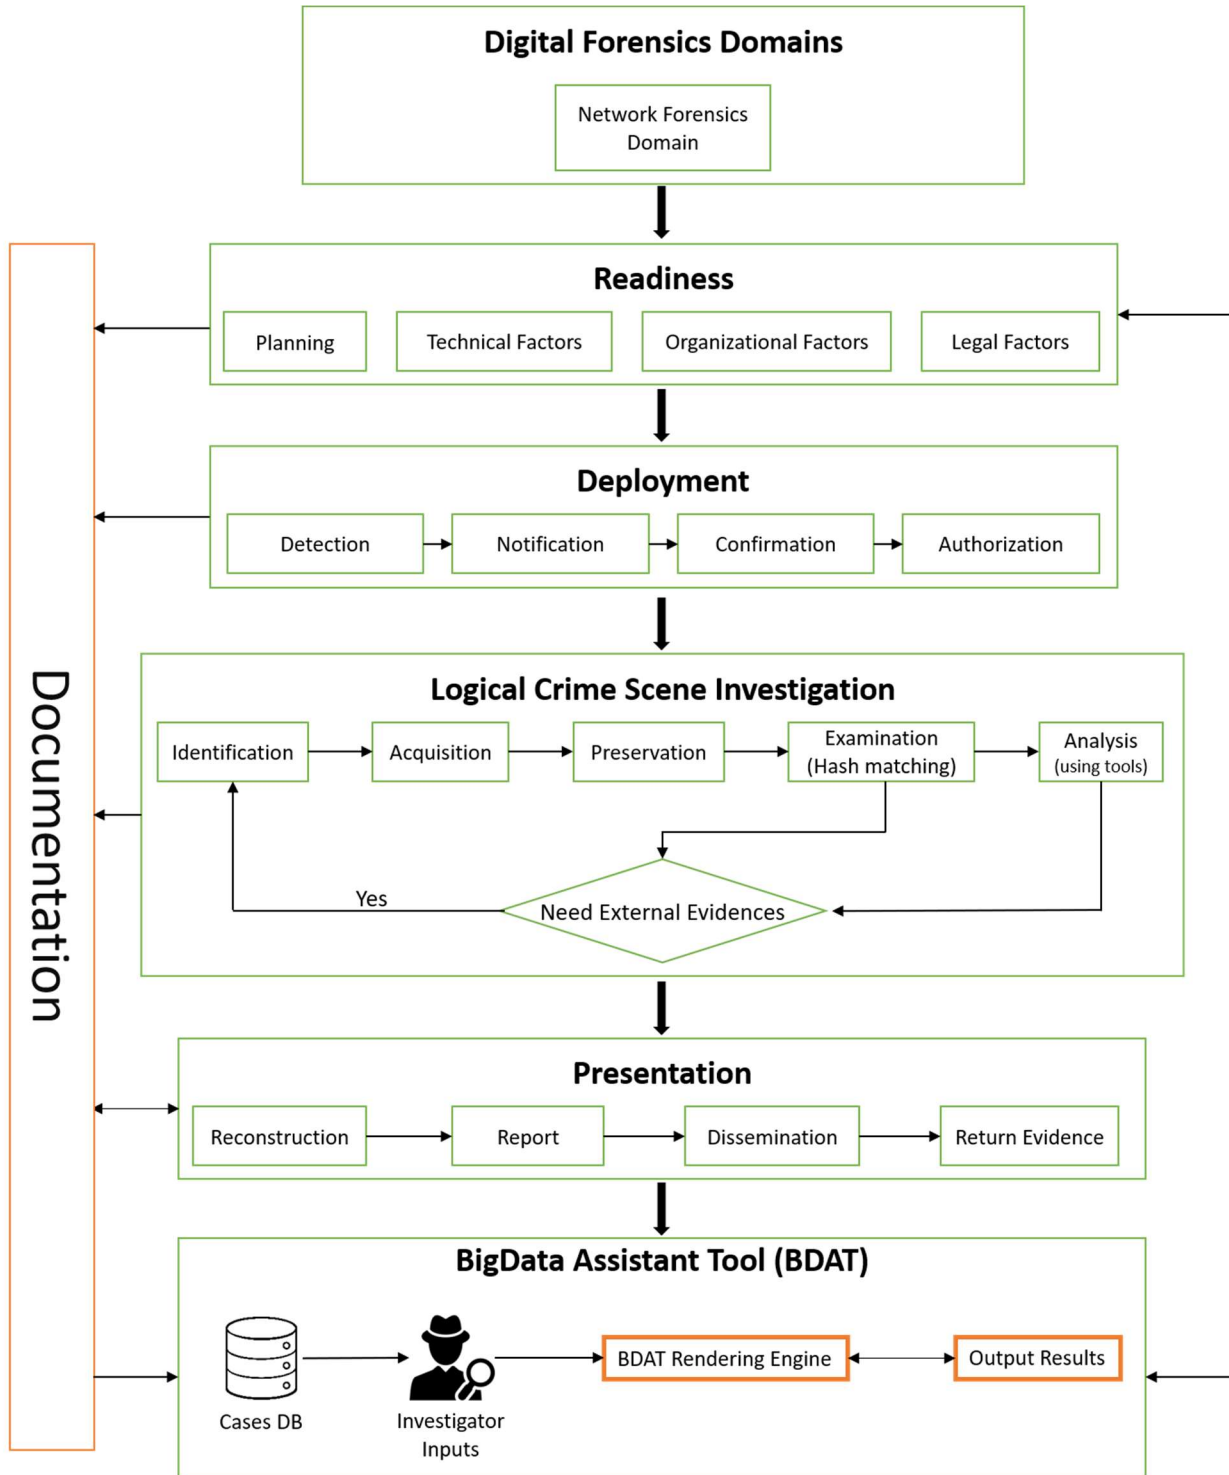 Digital Forensics Domains
Network Forensics
Domain
Readiness
Planning
Technical Factors
Organizational Factors
Legal Factors
Deployment
Detection
Notification
Confirmation
Authorization
Documentation
Logical Crime Scene Investigation
Identification
Acquisition
Preservation
Examination
(Hash matching)
Analysis
(using tools)
Yes
Need External Evidences
Presentation
Reconstruction
Report
Dissemination
Return Evidence
BigData Assistant Tool (BDAT)
BDAT Rendering Engine
Output Results
Cases DB
Investigator
Inputs